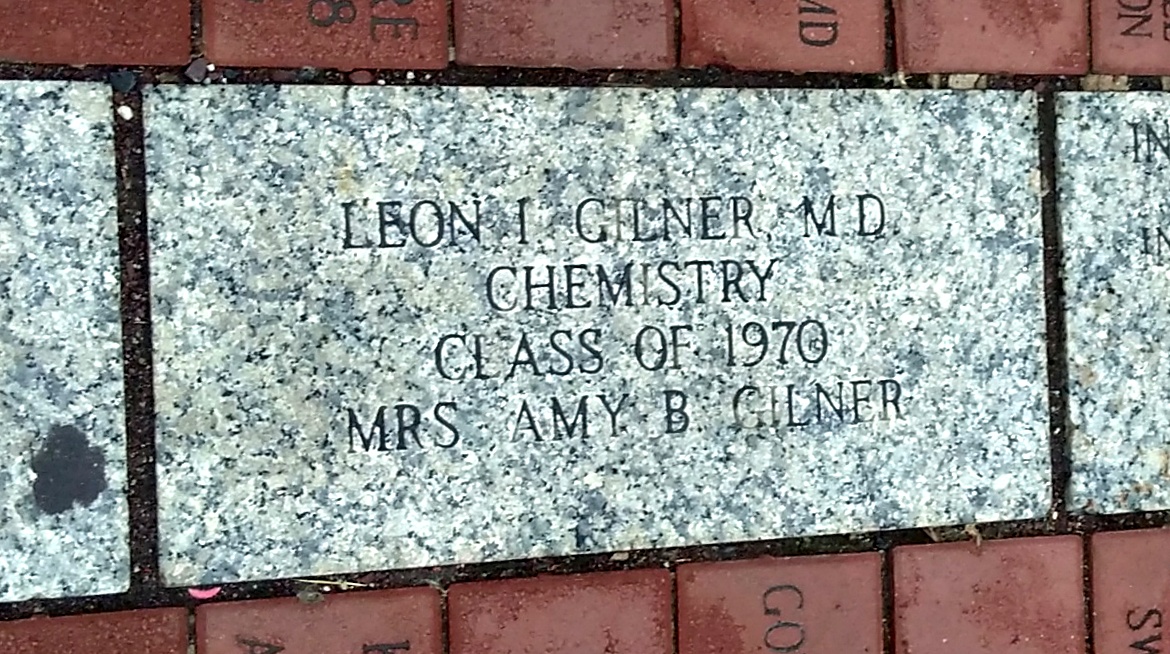 LEON I GILNER, M D
CHEMISTRY
CLASS OF 1970
MRS AMY B GILNER